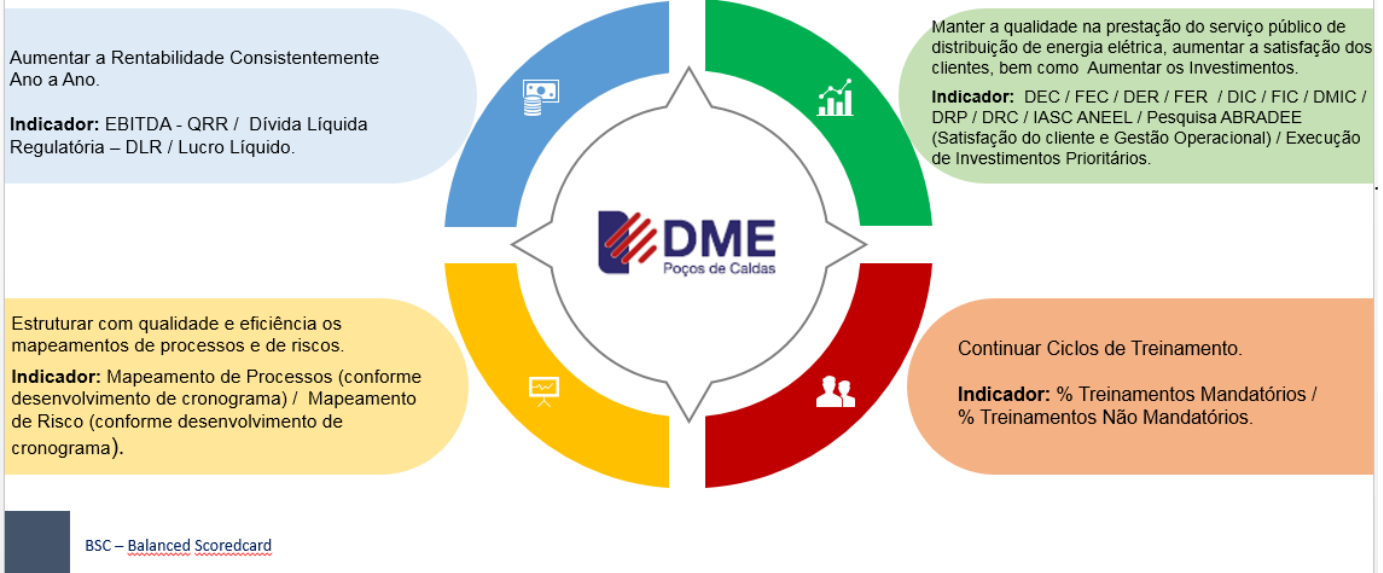 Aumentar a Rentabilidade Consistentemente
Ano a Ano.
Indicador: EBITDA - QRR / Dívida Líquida
Regulatória – DLR / Lucro Líquido.
Manter a qualidade na prestação do serviço público de
distribuição de energia elétrica, aumentar a satisfação dos
clientes, bem como Aumentar os Investimentos.
Indicador: DEC / FEC / DER / FER / DIC / FIC / DMIC /
DRP / DRC / IASC ANEEL / Pesquisa ABRADEE
(Satisfação do cliente e Gestão Operacional) / Execução
de Investimentos Prioritários.
DME
Poços de Caldas
Estruturar com qualidade e eficiência os
mapeamentos de processos e de riscos.
Indicador: Mapeamento de Processos (conforme
desenvolvimento de cronograma) / Mapeamento
de Risco (conforme desenvolvimento de
cronograma).
Continuar Ciclos de Treinamento.
Indicador: % Treinamentos Mandatórios /
% Treinamentos Não Mandatórios.
BSC – Balanced Scoredcard